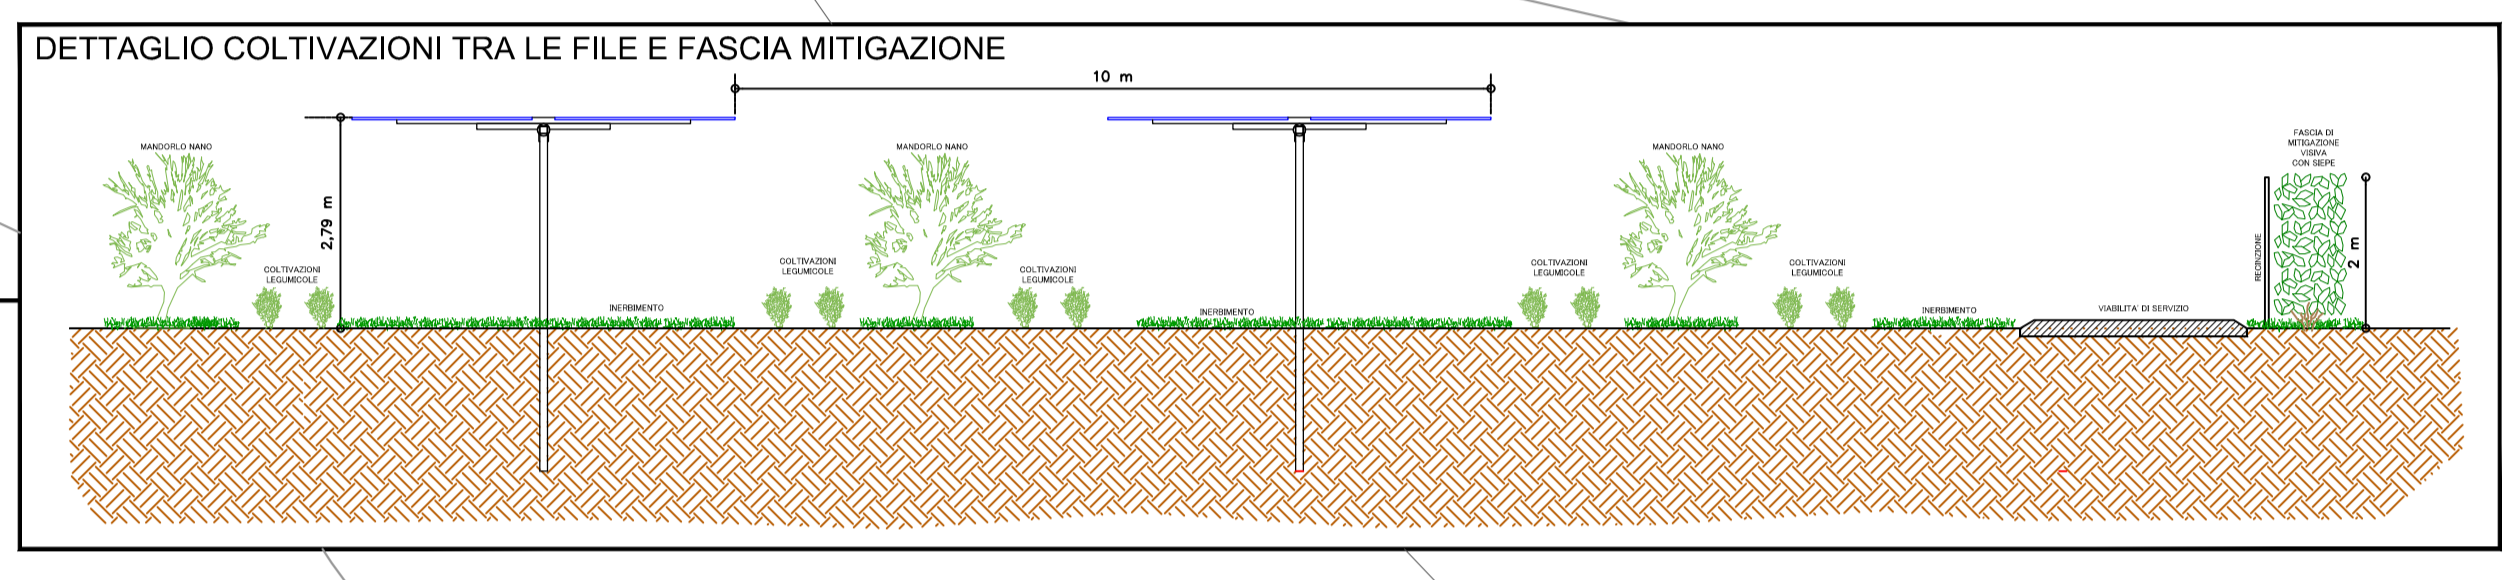 DETTAGLIO COLTIVAZIONI TRA LE FILE E FASCIA MITIGAZIONE
10 m
MANDORLO NANO
MANDORLO NANO
MANDORLO NANO
FASCIA DI
MITIGAZIONE
VISIVA
CON SIEPE
2,79 m
COLTIVAZIONI
LEGUMICOLE
COLTIVAZIONI
LEGUMICOLE
COLTIVAZIONI
LEGUMICOLE
COLTIVAZIONI
LEGUMICOLE
COLTIVAZIONI
LEGUMICOLE
RECINZIONE
2 m
INERBIMENTO
INERBIMENTO
INERBIMENTO
VIABILITA' DI SERVIZIO